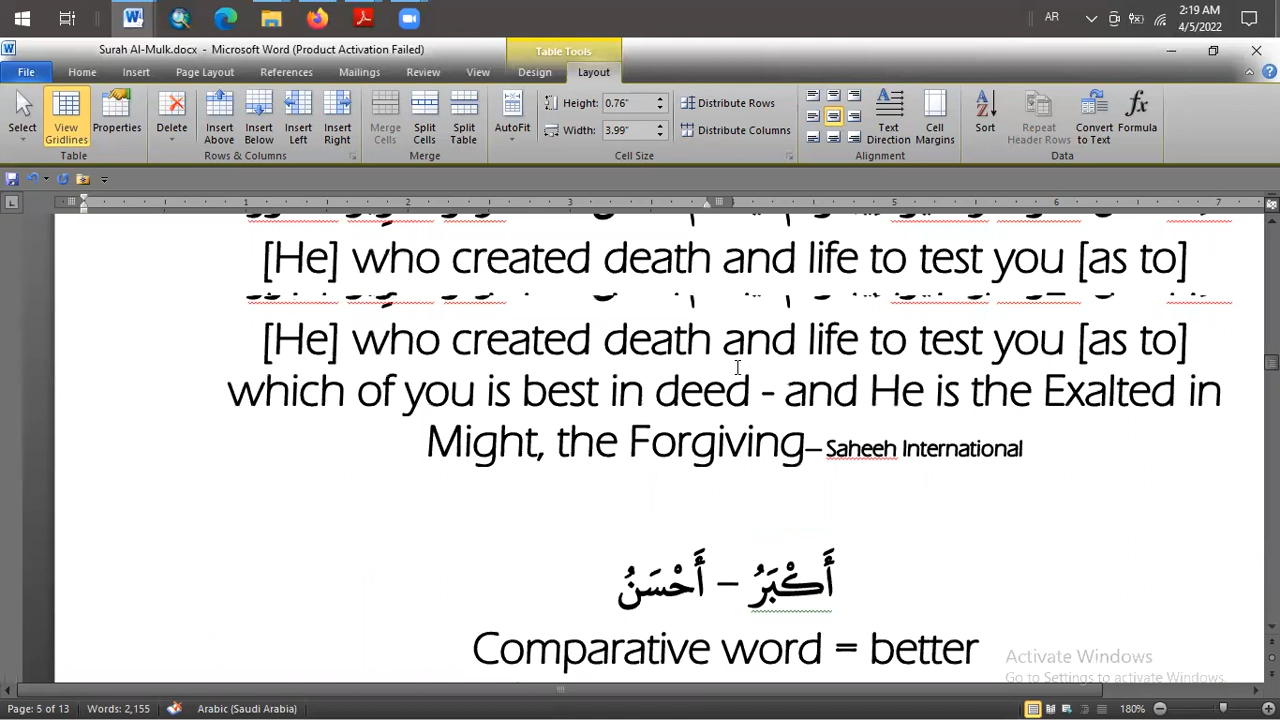 AR
2:19 AM
4/5/2022
Surah Al-Mulk.docx - Microsoft Word (Product Activation Failed)
Table Tools
File Home Insert Page Layout References Mailings Review View Design Layout
Select
View Gridlines
Properties
Delete
Insert Above
Insert Below
Insert Left
Insert Right
Merge Cells
Split Cells
Split Table
AutoFit
Height: 0.76"
Width: 3.99"
Distribute Rows
Distribute Columns
Text Direction
Cell Margins
Sort
Repeat Header Rows
Convert to Text
Formula
Table
Rows & Columns
Merge
Cell Size
Alignment
Data
1 2 3 5 6 7
[He] who created death and life to test you [as to]
[He] who created death and life to test you [as to]
which of you is best in deed - and He is the Exalted in
Might, the Forgiving– Saheeh International
أَكْبَرُ – أَحْسَنُ
Comparative word = better
Activate Windows
Go to Settings to activate Windows.
Page: 5 of 13 Words: 2,155 Arabic (Saudi Arabia) 180%